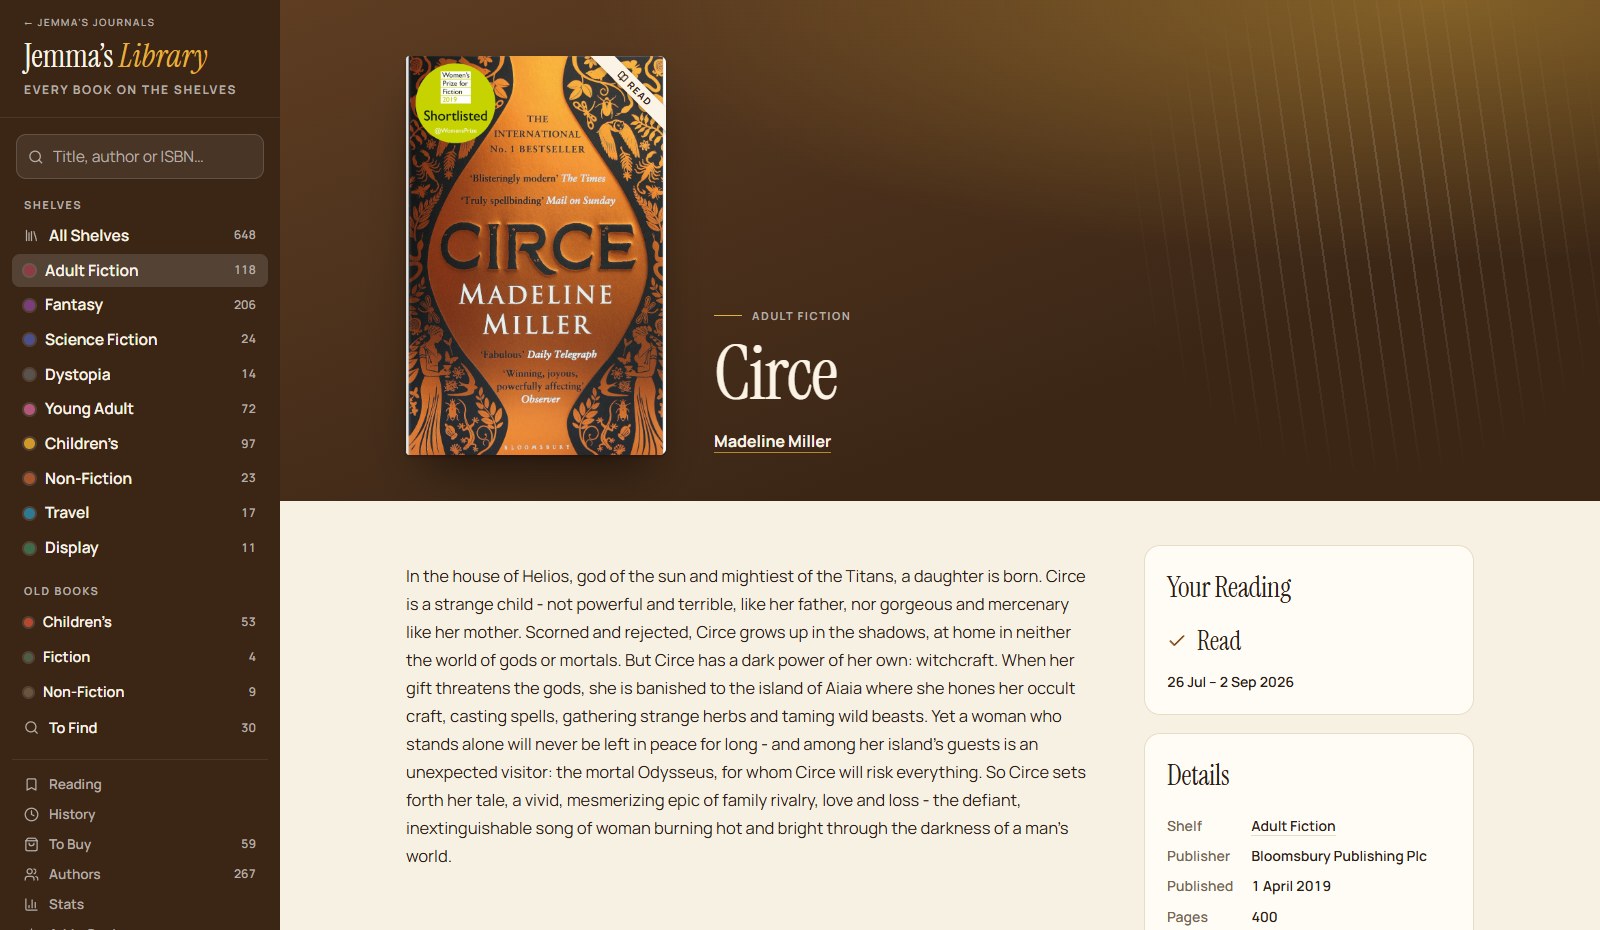 ← JEMMA'S JOURNALS
Jemma's Library
EVERY BOOK ON THE SHELVES
Title, author or ISBN...
SHELVES
All Shelves 648
Adult Fiction 118
Fantasy 206
Science Fiction 24
Dystopia 14
Young Adult 72
Children's 97
Non-Fiction 23
Travel 17
Display 11
OLD BOOKS
Children's 53
Fiction 4
Non-Fiction 9
To Find 30
Reading
History
To Buy 59
Authors 267
Stats
Women's
Prize for
Fiction
2019
Shortlisted
@WomensPrize
READ
THE
INTERNATIONAL
No. 1 BESTSELLER
'Blisteringly modern' The Times
'Truly spellbinding' Mail on Sunday
CIRCE
MADELINE
MILLER
'Fabulous' Daily Telegraph
'Winning, joyous,
powerfully affecting'
Observer
BLOOMSBURY
ADULT FICTION
Circe
Madeline Miller
In the house of Helios, god of the sun and mightiest of the Titans, a daughter is born. Circe
is a strange child - not powerful and terrible, like her father, nor gorgeous and mercenary
like her mother. Scorned and rejected, Circe grows up in the shadows, at home in neither
the world of gods or mortals. But Circe has a dark power of her own: witchcraft. When her
gift threatens the gods, she is banished to the island of Aiaia where she hones her occult
craft, casting spells, gathering strange herbs and taming wild beasts. Yet a woman who
stands alone will never be left in peace for long - and among her island's guests is an
unexpected visitor: the mortal Odysseus, for whom Circe will risk everything. So Circe sets
forth her tale, a vivid, mesmerizing epic of family rivalry, love and loss - the defiant,
inextinguishable song of woman burning hot and bright through the darkness of a man's
world.
Your Reading
Read
26 Jul – 2 Sep 2026
Details
Shelf Adult Fiction
Publisher Bloomsbury Publishing Plc
Published 1 April 2019
Pages 400